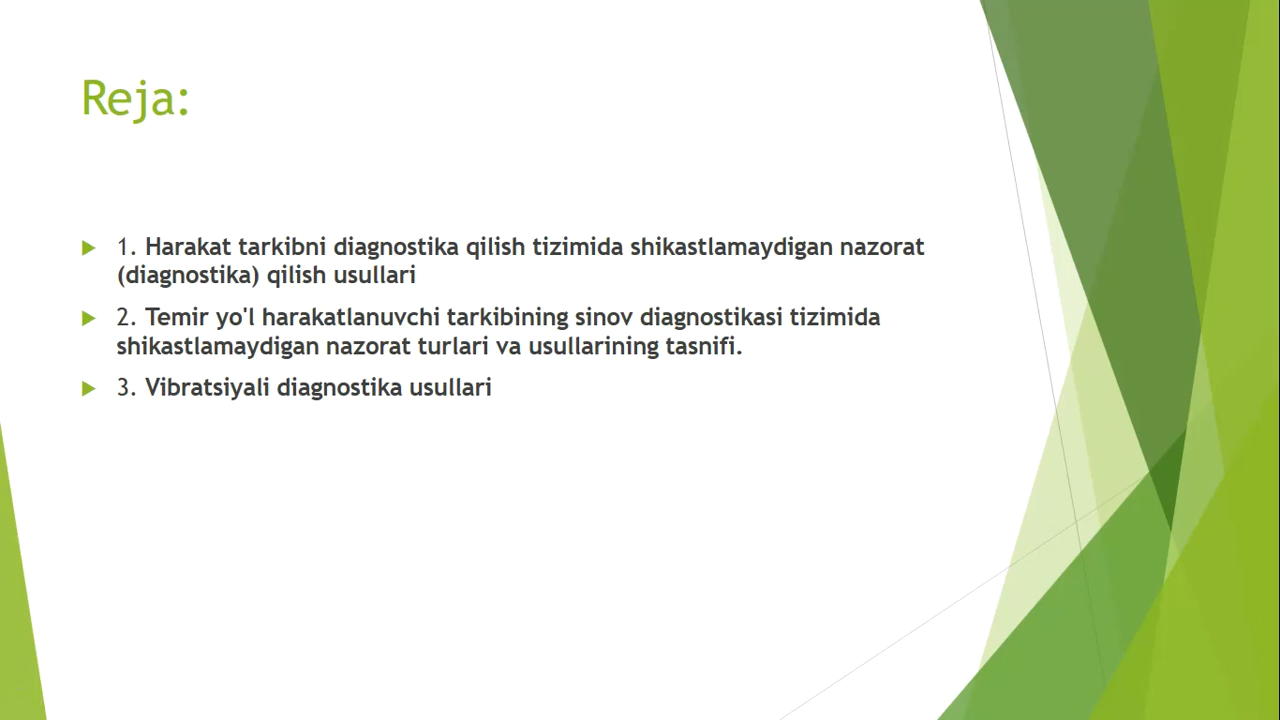 Reja:
1. Harakat tarkibni diagnostika qilish tizimida shikastlamaydigan nazorat
(diagnostika) qilish usullari
2. Temir yo'l harakatlanuvchi tarkibining sinov diagnostikasi tizimida
shikastlamaydigan nazorat turlari va usullarining tasnifi.
3. Vibratsiyali diagnostika usullari